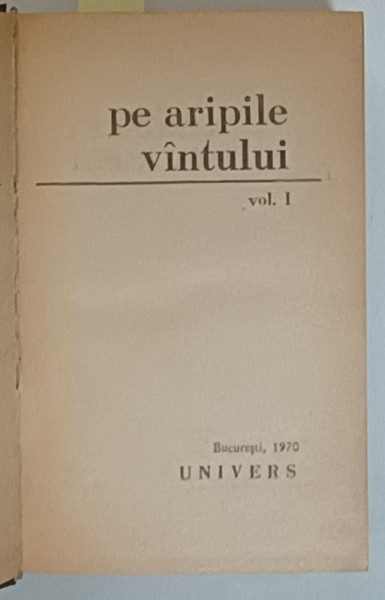 pe aripile
vîntului
vol. I
București, 1970
UNIVERS